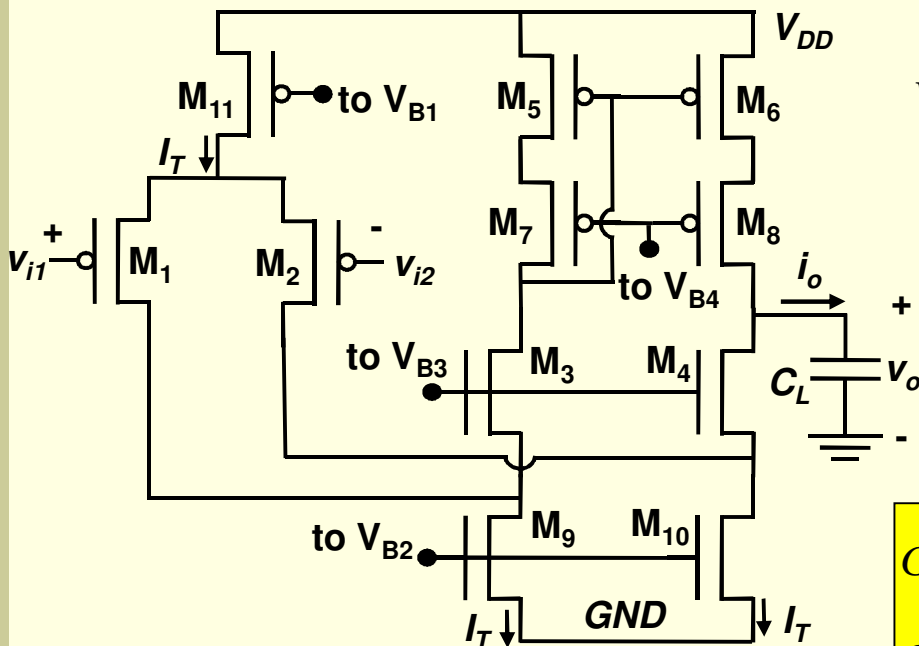 V_DD
M_11
to V_B1
M_5
M_6
I_T
M_7
M_8
+
-
v_i1
M_1
M_2
v_i2
to V_B4
i_o
+
to V_B3
M_3
M_4
C_L
v_o
-
to V_B2
M_9
M_10
I_T
GND
I_T